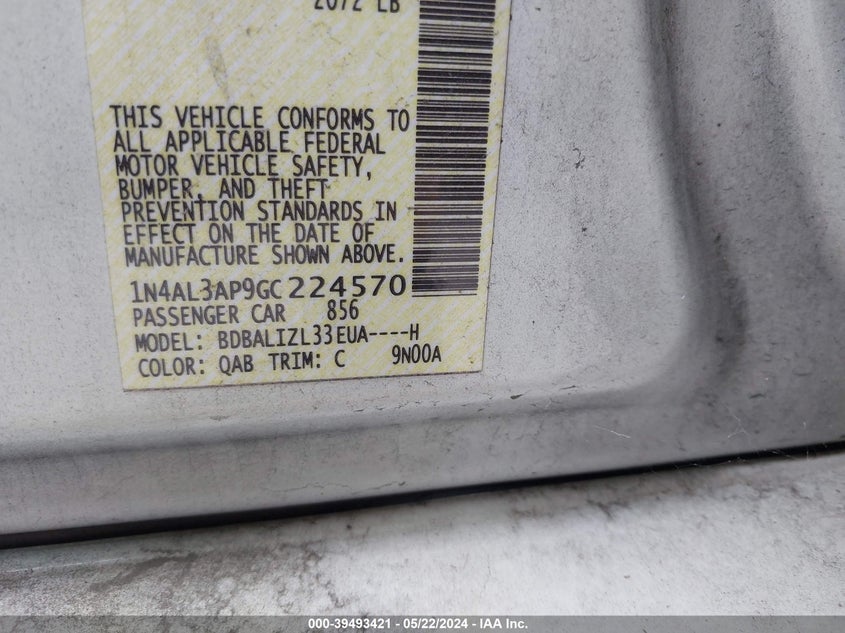 2072 LB
THIS VEHICLE CONFORMS TO
ALL APPLICABLE FEDERAL
MOTOR VEHICLE SAFETY,
BUMPER, AND THEFT
PREVENTION STANDARDS IN
EFFECT ON THE DATE OF
MANUFACTURE SHOWN ABOVE.
1N4AL3AP9GC224570
PASSENGER CAR 856
MODEL: BDBALIZL33EUA----H
COLOR: QAB TRIM: C 9N00A
000-39493421 - 05/22/2024 - IAA Inc.